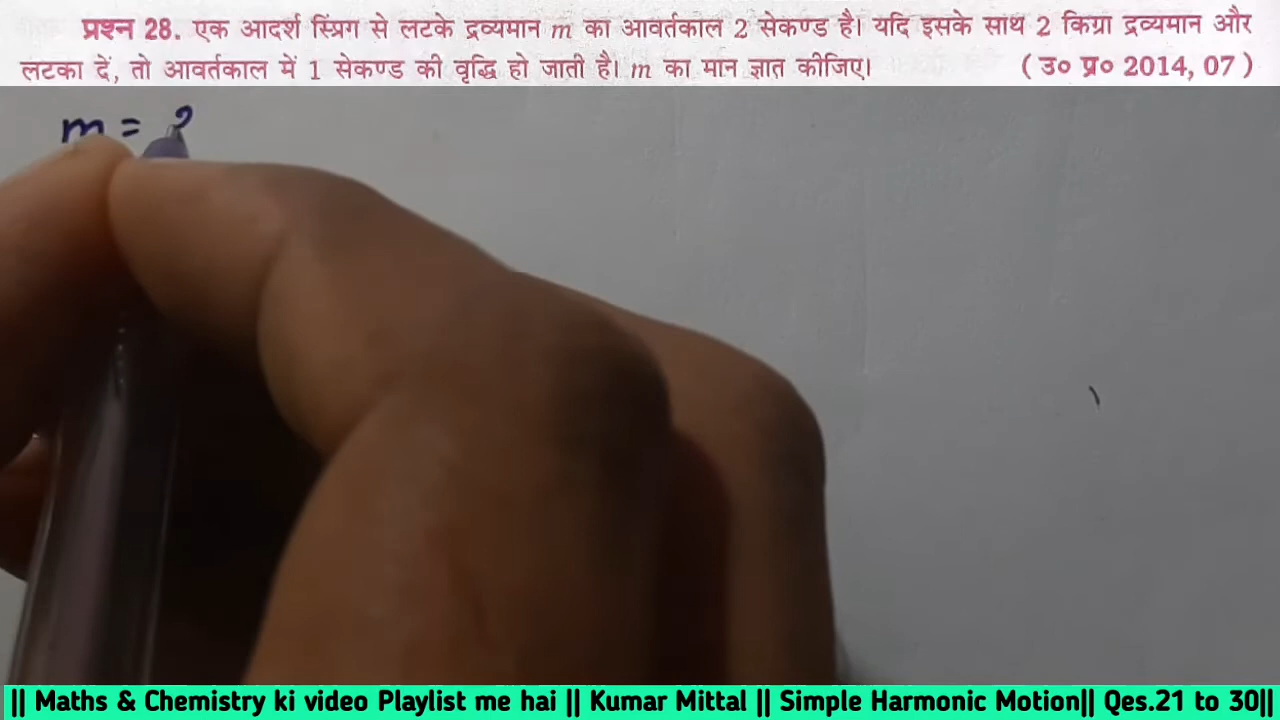 प्रश्न 28. एक आदर्श स्प्रिंग से लटके द्रव्यमान m का आवर्तकाल 2 सेकण्ड है। यदि इसके साथ 2 किग्रा द्रव्यमान और
लटका दें, तो आवर्तकाल में 1 सेकण्ड की वृद्धि हो जाती है। m का मान ज्ञात कीजिए। ( उ० प्र० 2014, 07 )
m = ?
|| Maths & Chemistry ki video Playlist me hai || Kumar Mittal || Simple Harmonic Motion|| Qes.21 to 30||